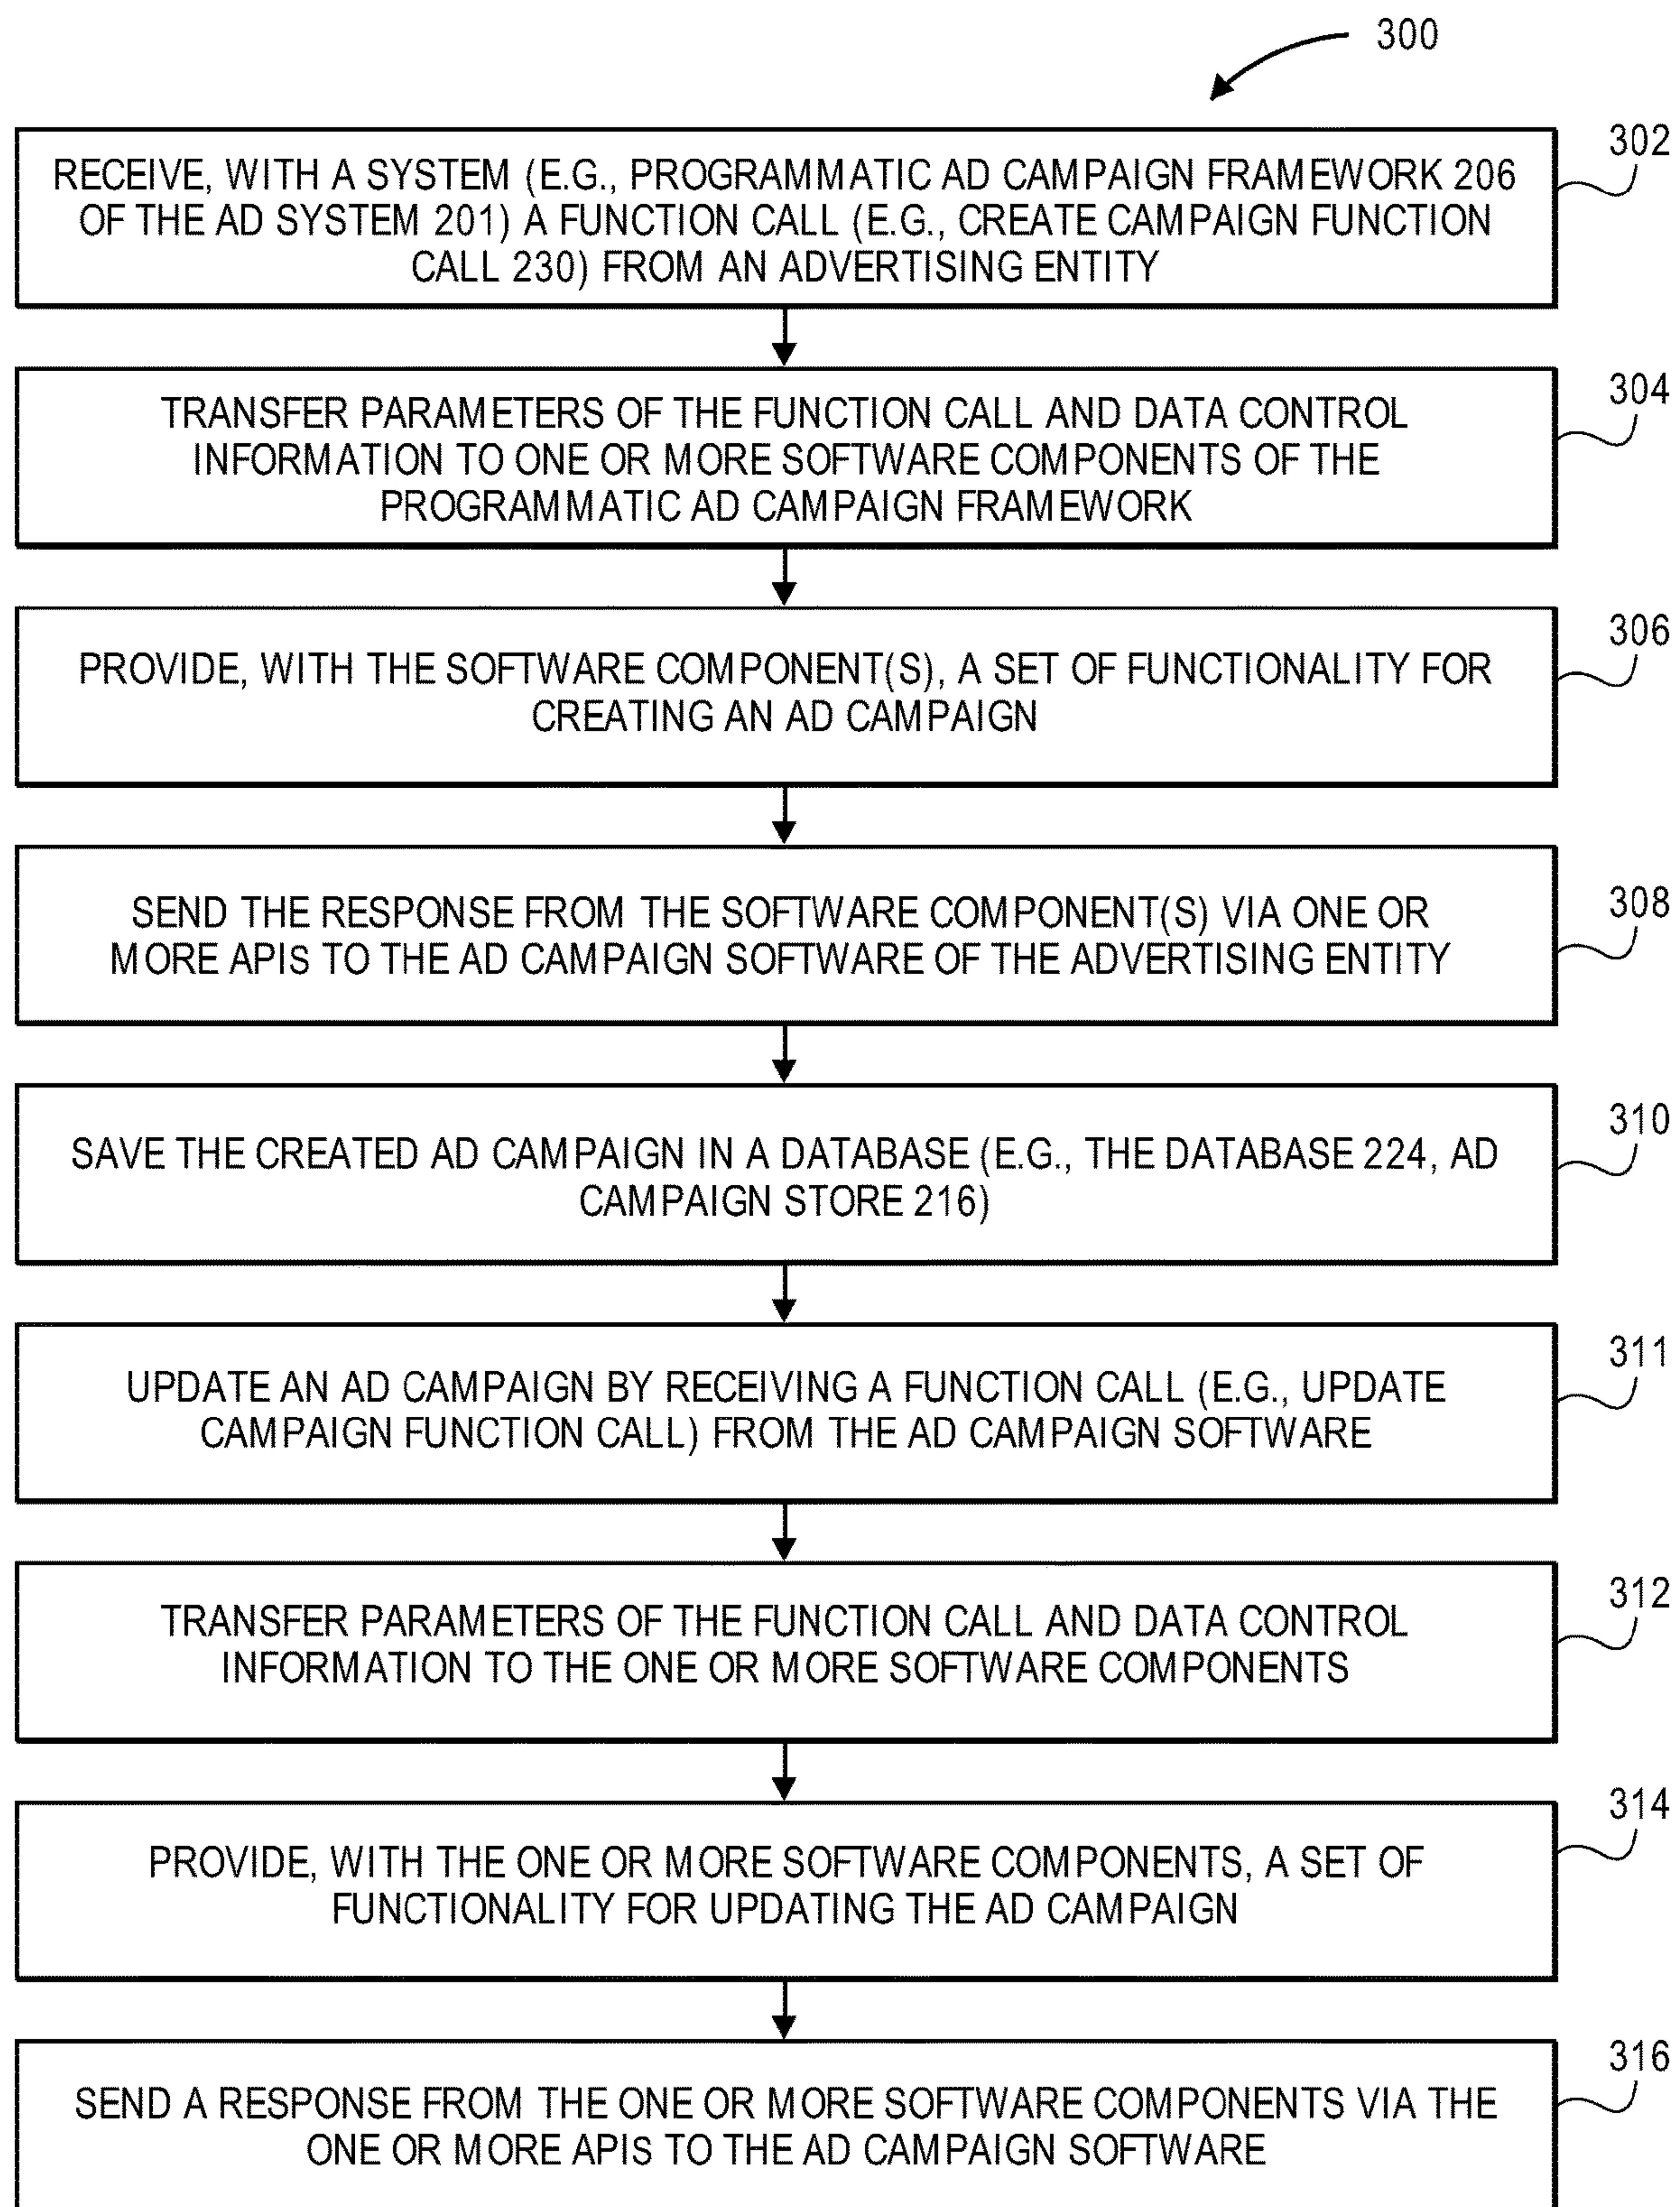 300
302
RECEIVE, WITH A SYSTEM (E.G., PROGRAMMATIC AD CAMPAIGN FRAMEWORK 206
OF THE AD SYSTEM 201) A FUNCTION CALL (E.G., CREATE CAMPAIGN FUNCTION
CALL 230) FROM AN ADVERTISING ENTITY
304
TRANSFER PARAMETERS OF THE FUNCTION CALL AND DATA CONTROL
INFORMATION TO ONE OR MORE SOFTWARE COMPONENTS OF THE
PROGRAMMATIC AD CAMPAIGN FRAMEWORK
306
PROVIDE, WITH THE SOFTWARE COMPONENT(S), A SET OF FUNCTIONALITY FOR
CREATING AN AD CAMPAIGN
308
SEND THE RESPONSE FROM THE SOFTWARE COMPONENT(S) VIA ONE OR
MORE APIs TO THE AD CAMPAIGN SOFTWARE OF THE ADVERTISING ENTITY
310
SAVE THE CREATED AD CAMPAIGN IN A DATABASE (E.G., THE DATABASE 224, AD
CAMPAIGN STORE 216)
311
UPDATE AN AD CAMPAIGN BY RECEIVING A FUNCTION CALL (E.G., UPDATE
CAMPAIGN FUNCTION CALL) FROM THE AD CAMPAIGN SOFTWARE
312
TRANSFER PARAMETERS OF THE FUNCTION CALL AND DATA CONTROL
INFORMATION TO THE ONE OR MORE SOFTWARE COMPONENTS
314
PROVIDE, WITH THE ONE OR MORE SOFTWARE COMPONENTS, A SET OF
FUNCTIONALITY FOR UPDATING THE AD CAMPAIGN
316
SEND A RESPONSE FROM THE ONE OR MORE SOFTWARE COMPONENTS VIA THE
ONE OR MORE APIs TO THE AD CAMPAIGN SOFTWARE